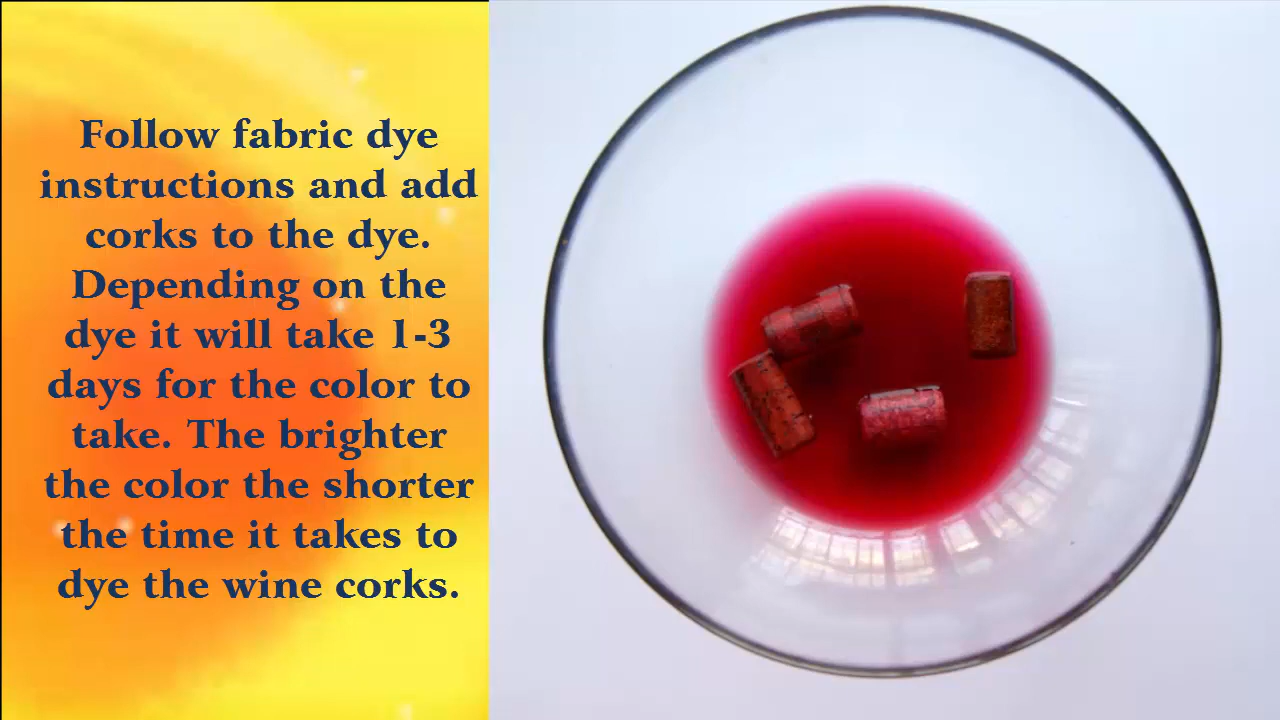 Follow fabric dye
instructions and add
corks to the dye.
Depending on the
dye it will take 1-3
days for the color to
take. The brighter
the color the shorter
the time it takes to
dye the wine corks.